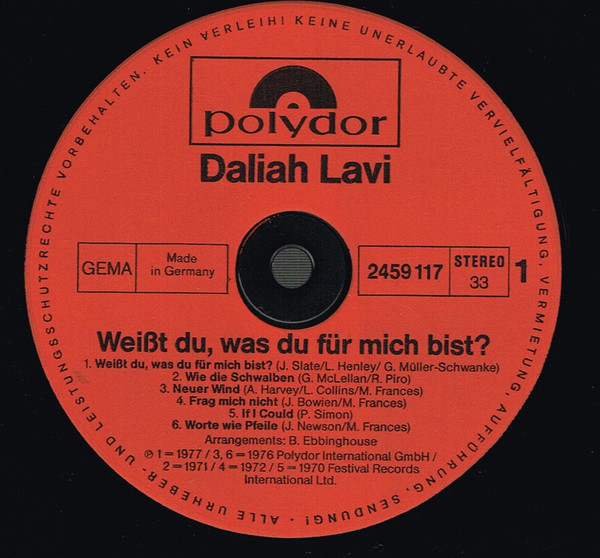 ALLE URHEBER- UND LEISTUNGSSCHUTZRECHTE VORBEHALTEN. KEIN VERLEIH! KEINE UNERLAUBTE VERVIELFÄLTIGUNG, VERMIETUNG, AUFFÜHRUNG, SENDUNG! ·
polydor
Daliah Lavi
GEMA
Made
in Germany
2459 117
STEREO
33
1
Weißt du, was du für mich bist?
1. Weißt du, was du für mich bist? (J. Slate/L. Henley/ G. Müller-Schwanke)
2. Wie die Schwalben (G. McLellan/R. Piro)
3. Neuer Wind (A. Harvey/L. Collins/M. Frances)
4. Frag mich nicht (J. Bowien/M. Frances)
5. If I Could (P. Simon)
6. Worte wie Pfeile (J. Newson/M. Frances)
Arrangements: B. Ebbinghouse
℗ 1 = 1977 / 3, 6 = 1976 Polydor International GmbH /
2 = 1971 / 4 = 1972 / 5 = 1970 Festival Records
International Ltd.